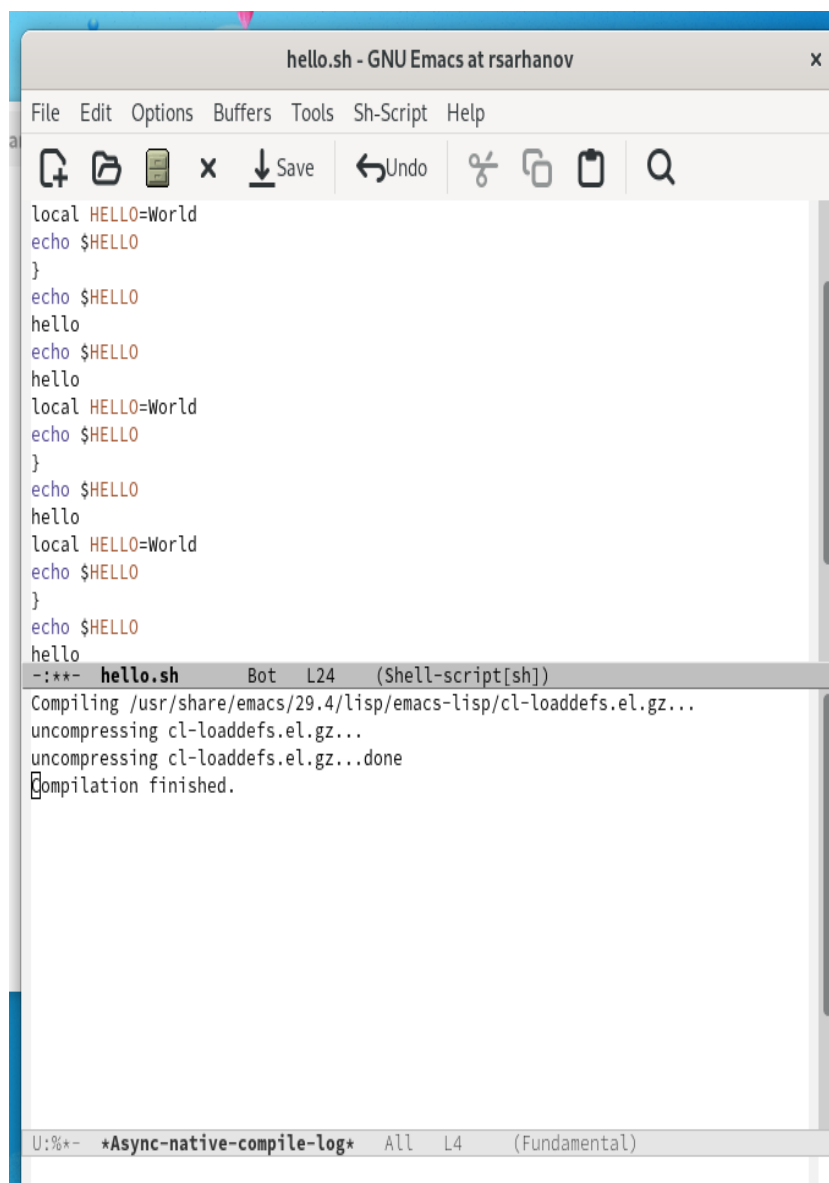 hello.sh - GNU Emacs at rsarhanov ×
File Edit Options Buffers Tools Sh-Script Help
Save Undo
local HELLO=World
echo $HELLO
}
echo $HELLO
hello
echo $HELLO
hello
local HELLO=World
echo $HELLO
}
echo $HELLO
hello
local HELLO=World
echo $HELLO
}
echo $HELLO
hello
-:**- hello.sh Bot L24 (Shell-script[sh])
Compiling /usr/share/emacs/29.4/lisp/emacs-lisp/cl-loaddefs.el.gz...
uncompressing cl-loaddefs.el.gz...
uncompressing cl-loaddefs.el.gz...done
Compilation finished.
U:%*- *Async-native-compile-log* All L4 (Fundamental)